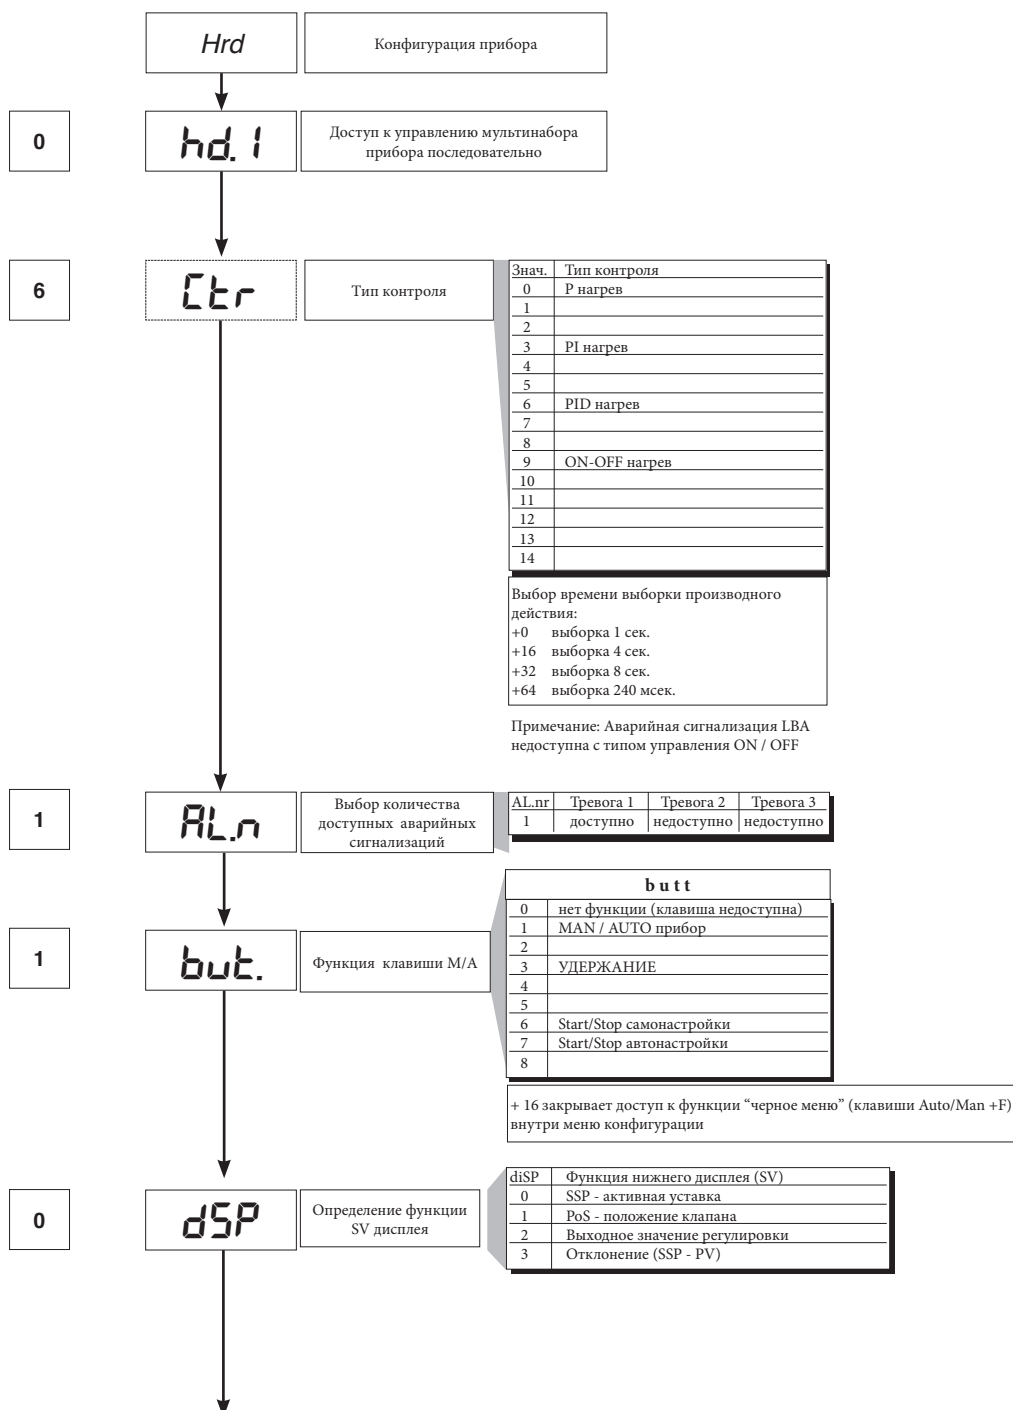 Hrd
Конфигурация прибора
0
hd. 1
Доступ к управлению мультинабора
прибора последовательно
6
Ctr
Тип контроля
Знач. Тип контроля
0 P нагрев
1
2
3 PI нагрев
4
5
6 PID нагрев
7
8
9 ON-OFF нагрев
10
11
12
13
14
Выбор времени выборки производного
действия:
+0 выборка 1 сек.
+16 выборка 4 сек.
+32 выборка 8 сек.
+64 выборка 240 мсек.
Примечание: Аварийная сигнализация LBA
недоступна с типом управления ON / OFF
1
AL.n
Выбор количества
доступных аварийных
сигнализаций
AL.nr Тревога 1 Тревога 2 Тревога 3
1 доступно недоступно недоступно
1
but.
Функция клавиши М/А
butt
0 нет функции (клавиша недоступна)
1 MAN / AUTO прибор
2
3 УДЕРЖАНИЕ
4
5
6 Start/Stop самонастройки
7 Start/Stop автонастройки
8
+ 16 закрывает доступ к функции “черное меню” (клавиши Auto/Man +F)
внутри меню конфигурации
0
dSP
Определение функции
SV дисплея
diSP Функция нижнего дисплея (SV)
0 SSP - активная уставка
1 PoS - положение клапана
2 Выходное значение регулировки
3 Отклонение (SSP - PV)